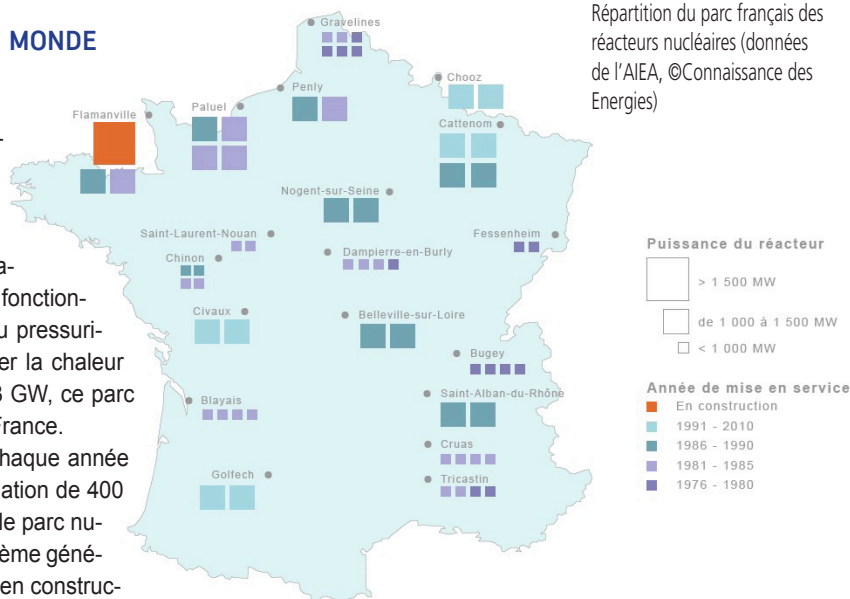 MONDE
Répartition du parc français des
réacteurs nucléaires (données
de l'AIEA, ©Connaissance des
Energies)
Gravelines
Chooz
Penly
Paluel
Flamanville
Cattenom
Nogent-sur-Seine
Saint-Laurent-Nouan
Fessenheim
Dampierre-en-Burly
Chinon
Civaux
Belleville-sur-Loire
Bugey
Saint-Alban-du-Rhône
Blayais
Cruas
Tricastin
Golfech
-
a-
fonction-
u pressuri-
er la chaleur
GW, ce parc
France.
haque année
ation de 400
le parc nu-
ème géné-
en construc-
Puissance du réacteur
> 1 500 MW
de 1 000 à 1 500 MW
< 1 000 MW
Année de mise en service
En construction
1991 - 2010
1986 - 1990
1981 - 1985
1976 - 1980